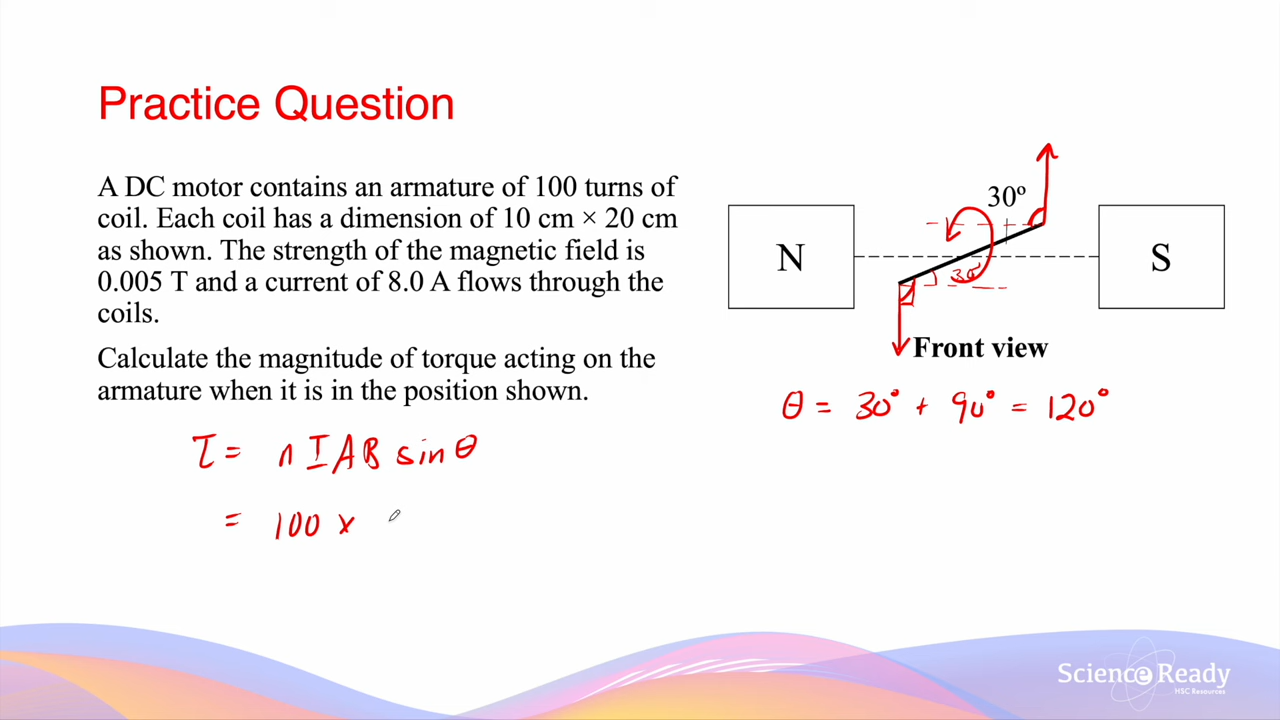 Practice Question
A DC motor contains an armature of 100 turns of
coil. Each coil has a dimension of 10 cm × 20 cm
as shown. The strength of the magnetic field is
0.005 T and a current of 8.0 A flows through the
coils.
Calculate the magnitude of torque acting on the
armature when it is in the position shown.
τ = n I A B sin θ
= 100 ×
30º
N
S
30°
Front view
θ = 30° + 90° = 120°
Science Ready
HSC Resources